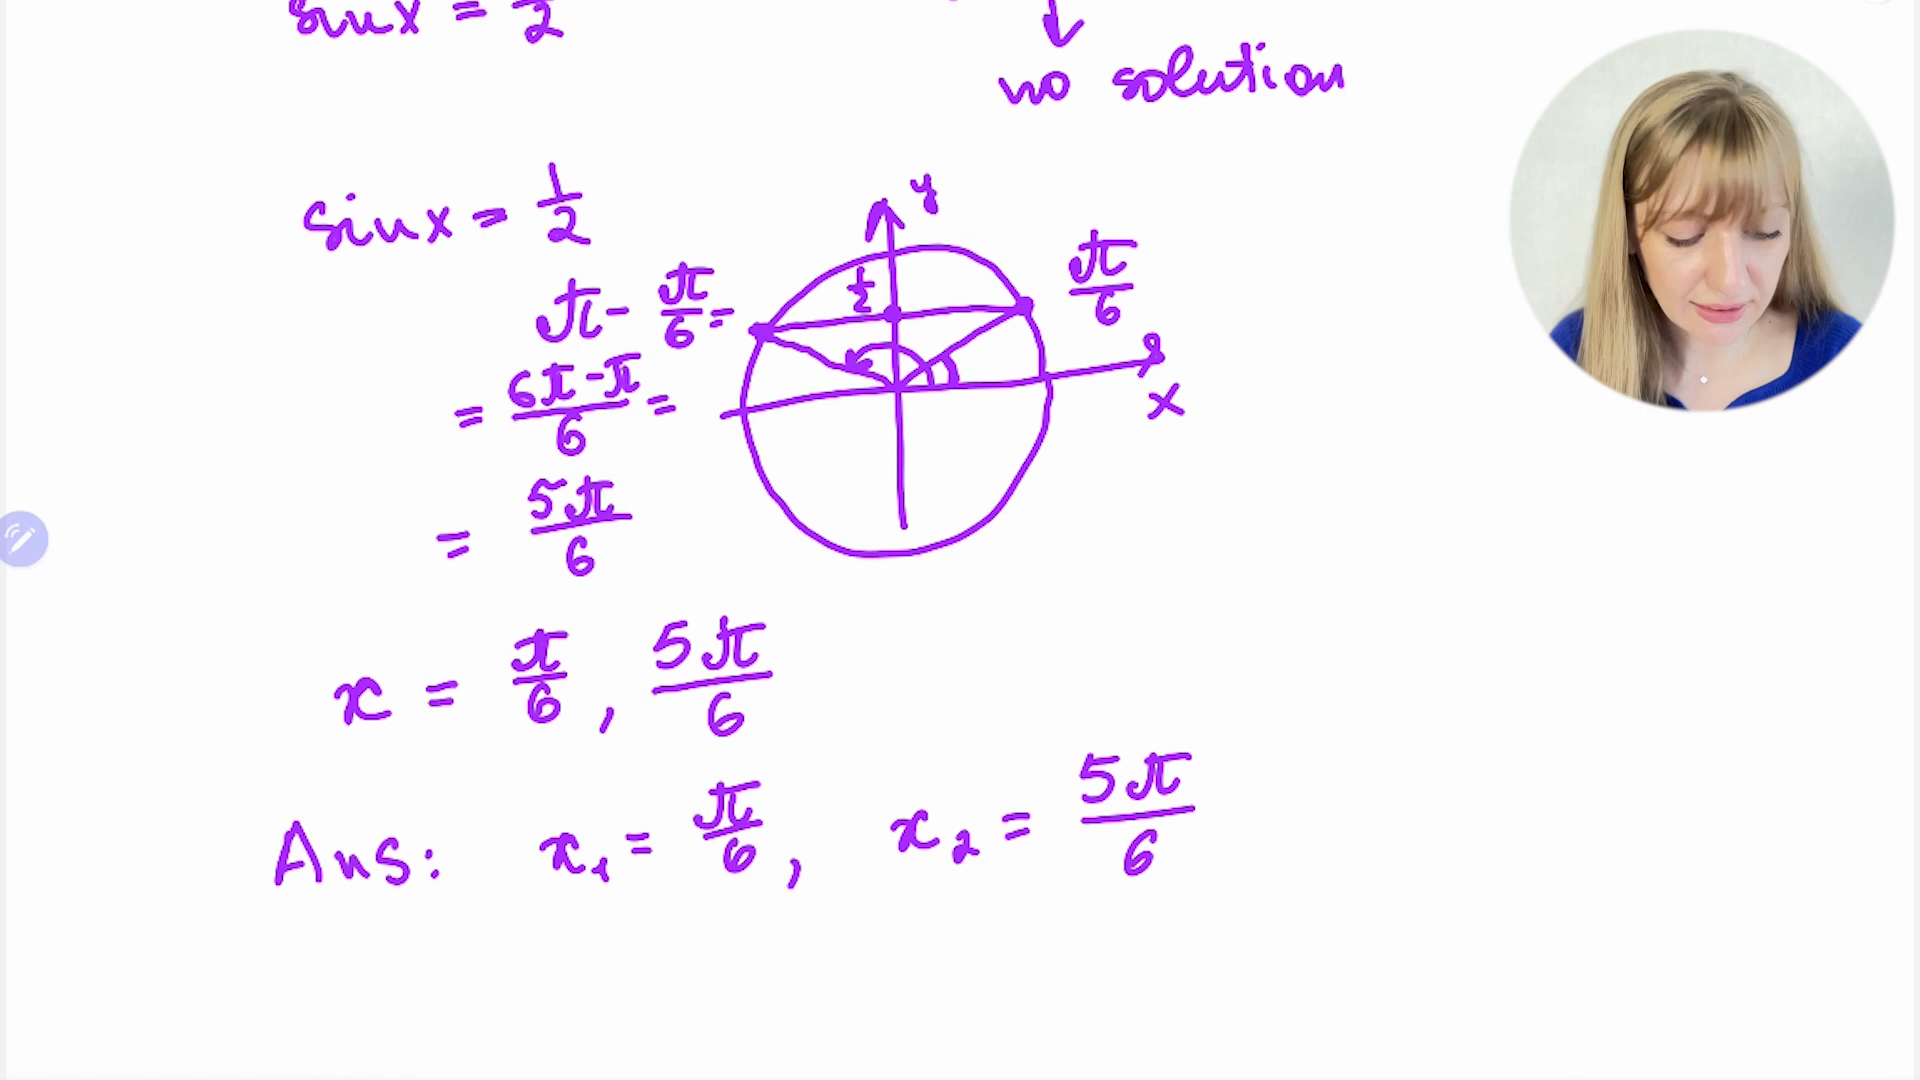 sin x = 1/2
no solution
sin x = 1/2
y
1/2
π/6
x
π - π/6 =
= (6π - π)/6 =
= 5π/6
x = π/6 , 5π/6
Ans: x₁ = π/6 , x₂ = 5π/6